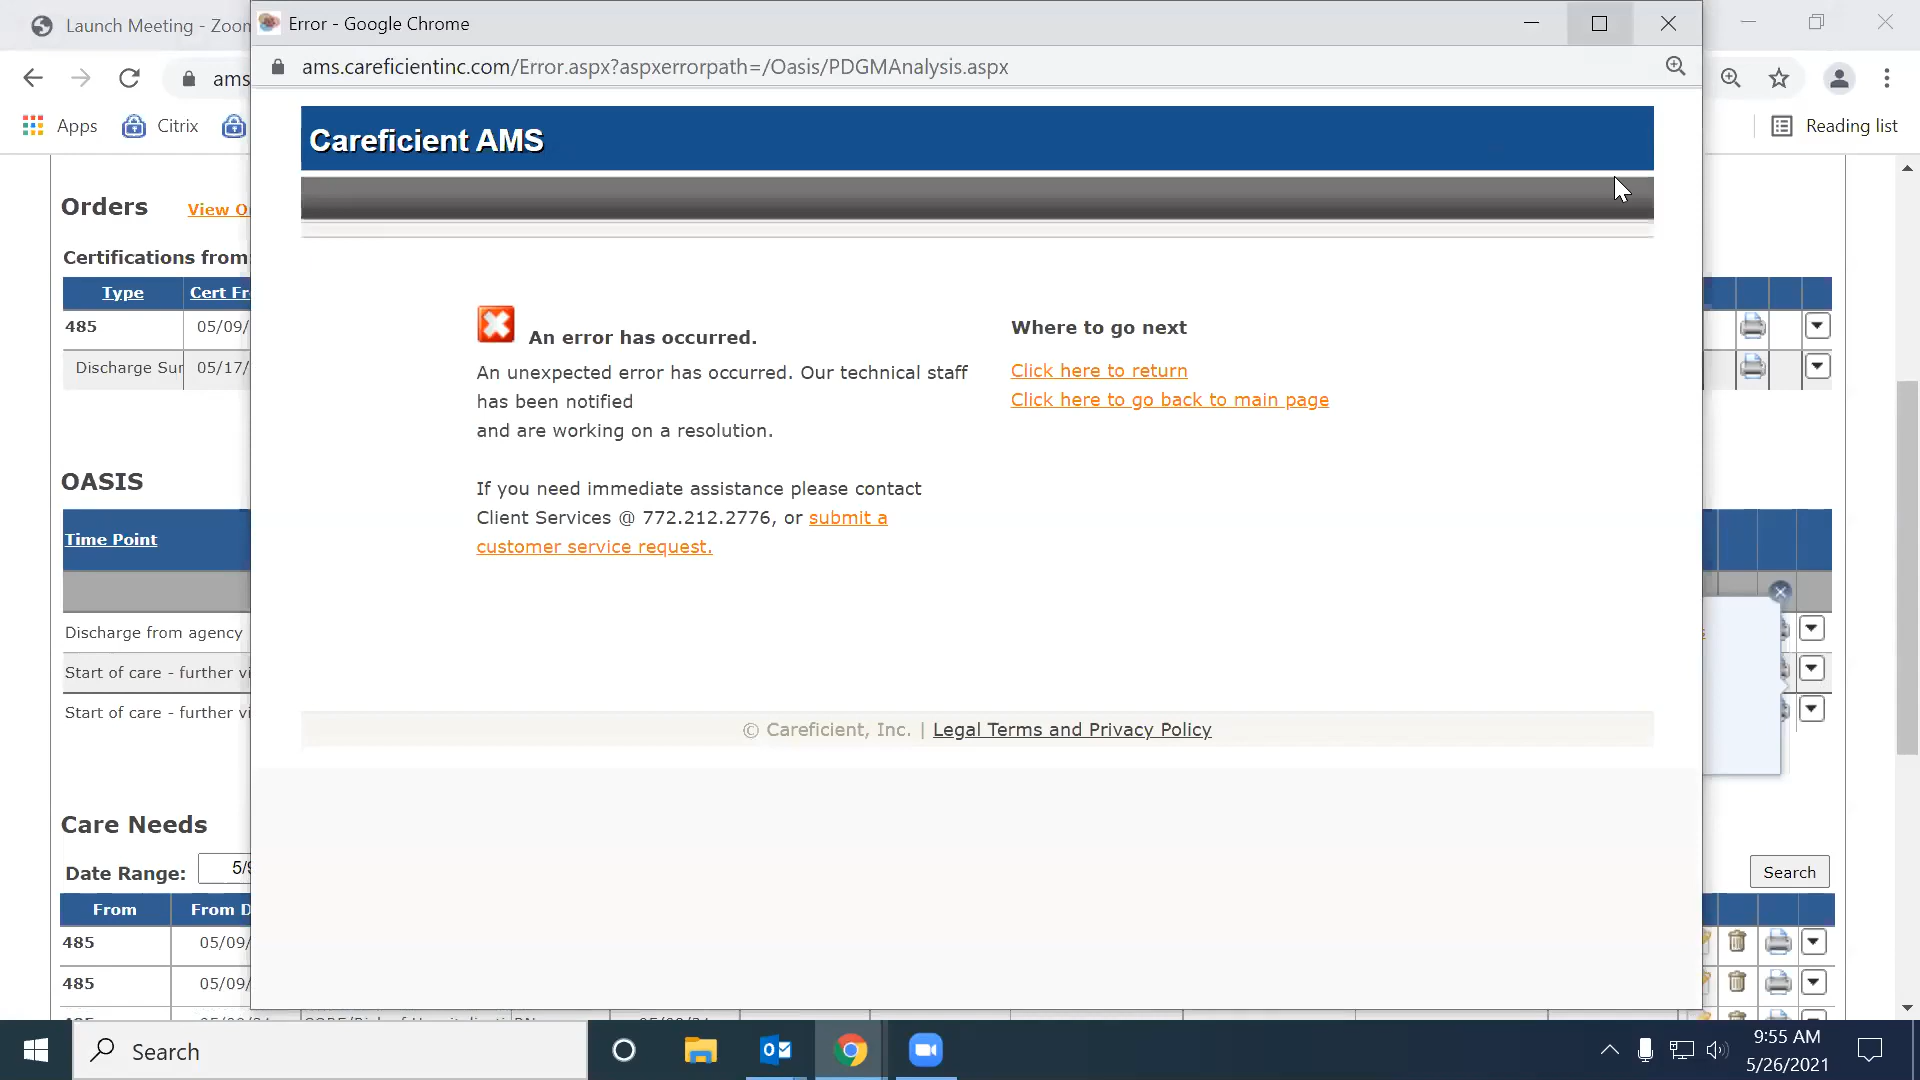 Launch Meeting - Zoom
Error - Google Chrome
ams
ams.careficientinc.com/Error.aspx?aspxerrorpath=/Oasis/PDGMAnalysis.aspx
Apps
Citrix
Reading list
Careficient AMS
Orders
View O
Certifications from
Type
Cert Fr
485
05/09/
Discharge Sur
05/17/
An error has occurred.
An unexpected error has occurred. Our technical staff
has been notified
and are working on a resolution.
If you need immediate assistance please contact
Client Services @ 772.212.2776, or submit a
customer service request.
Where to go next
Click here to return
Click here to go back to main page
OASIS
Time Point
Discharge from agency
Start of care - further vi
Start of care - further vi
© Careficient, Inc. | Legal Terms and Privacy Policy
Care Needs
Date Range:
5/9
Search
From
From D
485
05/09/
485
05/09/
Search
9:55 AM
5/26/2021